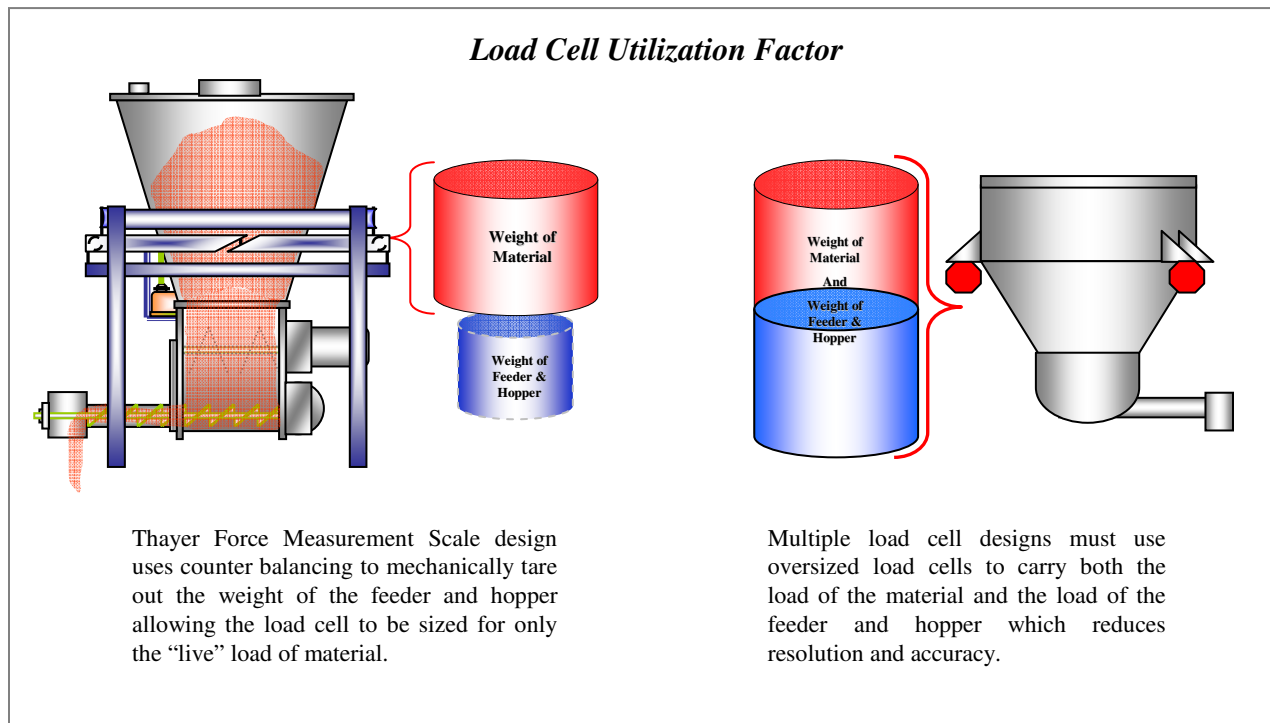 Load Cell Utilization Factor
Weight of
Material
Weight of
Feeder &
Hopper
Weight of
Material
And
Weight of
Feeder &
Hopper
Thayer Force Measurement Scale design
uses counter balancing to mechanically tare
out the weight of the feeder and hopper
allowing the load cell to be sized for only
the “live” load of material.
Multiple load cell designs must use
oversized load cells to carry both the
load of the material and the load of the
feeder and hopper which reduces
resolution and accuracy.